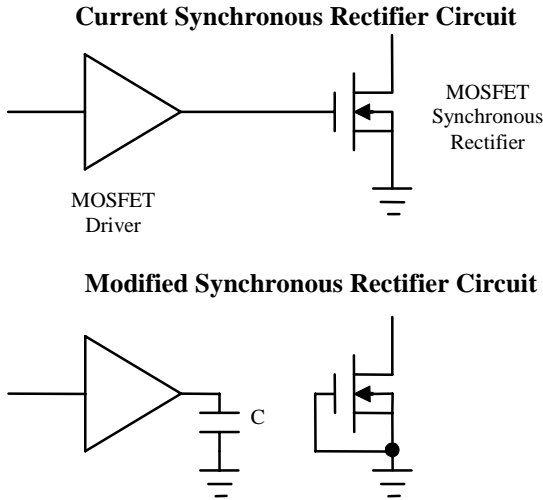 Current Synchronous Rectifier Circuit
MOSFET
Synchronous
Rectifier
MOSFET
Driver
Modified Synchronous Rectifier Circuit
C